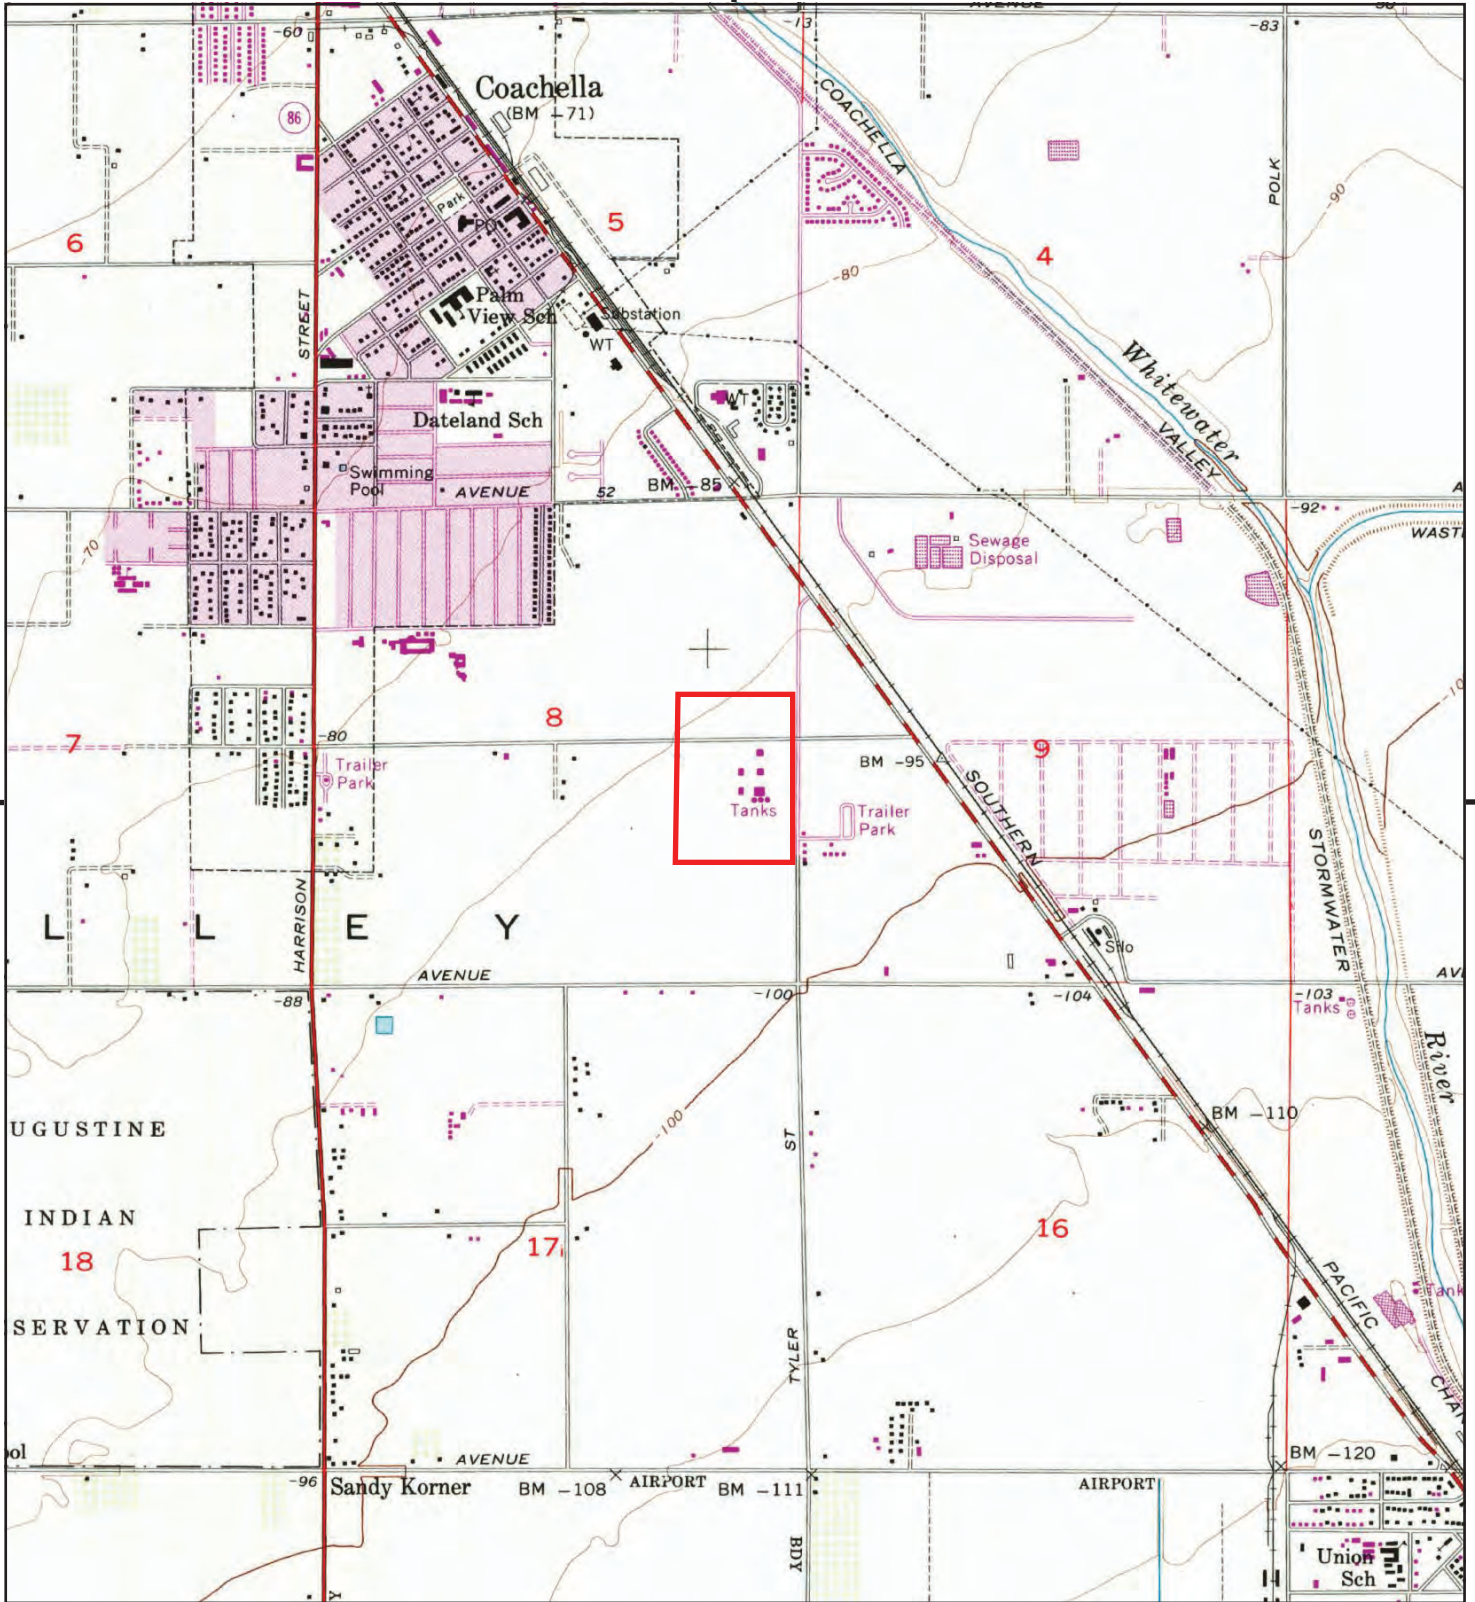 -60
-13
-83
Coachella
(BM -71)
86
COACHELLA
POLK
-90
Park
PO
5
6
4
-80
STREET
Palm
View Sch
Substation
WT
Whitewater
WT
Dateland Sch
VALLEY
Swimming
Pool
AVENUE
52
BM -85
-92
-70
Sewage
Disposal
8
7
-80
9
BM -95
Trailer
Park
SOUTHERN
Tanks
Trailer
Park
STORMWATER
HARRISON
L L E Y
Silo
AVENUE
-88
-100
-104
-103
Tanks
River
UGUSTINE
-100
BM -110
ST
INDIAN
18
17
16
PACIFIC
SERVATION
TYLER
AVENUE
-96
Sandy Korner
BM -108
AIRPORT
BM -111
AIRPORT
BM -120
BDY
Union
Sch